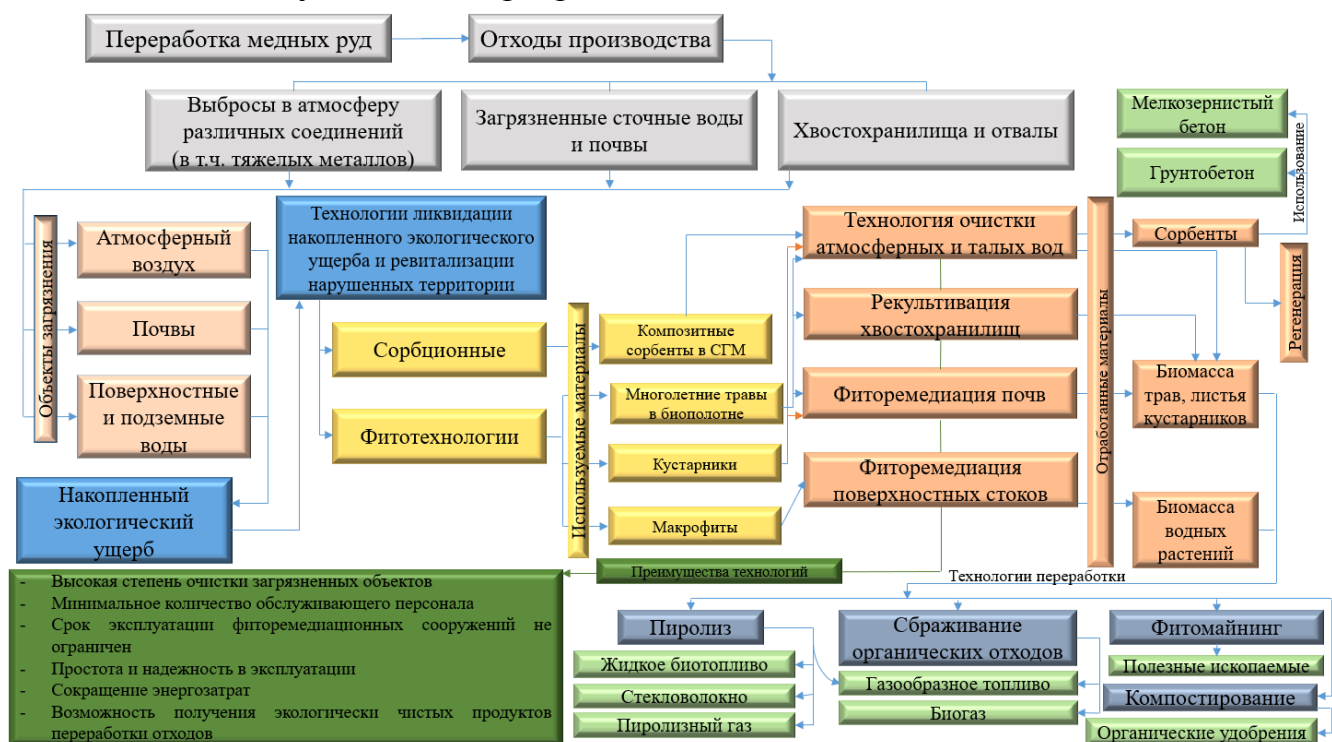 Переработка медных руд
Отходы производства
Выбросы в атмосферу
различных соединений
(в т.ч. тяжелых металлов)
Загрязненные сточные воды
и почвы
Хвостохранилища и отвалы
Мелкозернистый
бетон
Грунтобетон
Использование
Объекты загрязнения
Атмосферный
воздух
Почвы
Поверхностные
и подземные
воды
Накопленный
экологический
ущерб
Технологии ликвидации
накопленного экологического
ущерба и ревитализации
нарушенных территории
Сорбционные
Фитотехнологии
Используемые материалы
Композитные
сорбенты в СГМ
Многолетние травы
в биополотне
Кустарники
Макрофиты
Технология очистки
атмосферных и талых вод
Рекультивация
хвостохранилищ
Фиторемедиация почв
Фиторемедиация
поверхностных стоков
Отработанные материалы
Сорбенты
Регенерация
Биомасса
трав, листья
кустарников
Биомасса
водных
растений
Преимущества технологий
- Высокая степень очистки загрязненных объектов
- Минимальное количество обслуживающего персонала
- Срок эксплуатации фиторемедиационных сооружений не
ограничен
- Простота и надежность в эксплуатации
- Сокращение энергозатрат
- Возможность получения экологически чистых продуктов
переработки отходов
Технологии переработки
Пиролиз
Жидкое биотопливо
Стекловолокно
Пиролизный газ
Сбраживание
органических отходов
Газообразное топливо
Биогаз
Фитомайнинг
Полезные ископаемые
Компостирование
Органические удобрения